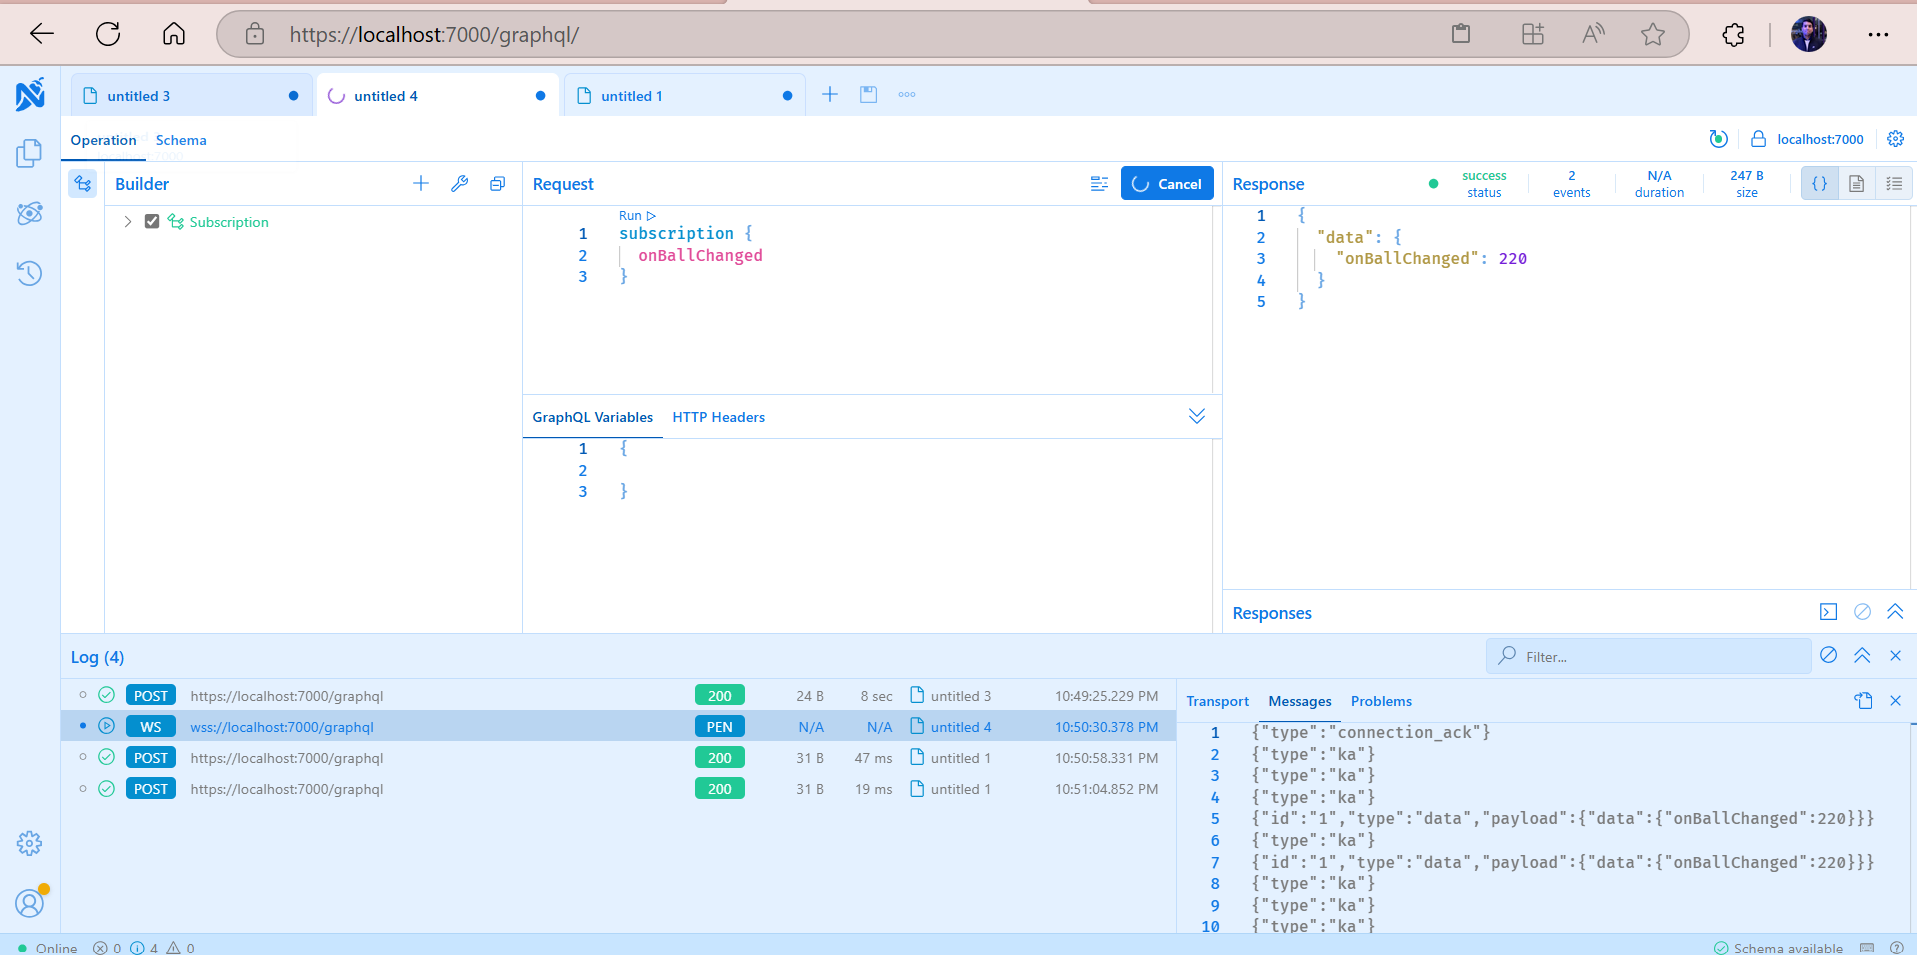 https://localhost:7000/graphql/
untitled 3
untitled 4
untitled 1
Operation
Schema
localhost:7000
Builder
Request
Cancel
Response
success
status
2
events
N/A
duration
247 B
size
Subscription
Run
1 subscription {
2 onBallChanged
3 }
1 {
2 "data": {
3 "onBallChanged": 220
4 }
5 }
GraphQL Variables
HTTP Headers
1 {
2
3 }
Responses
Log (4)
Filter...
POST https://localhost:7000/graphql 200 24 B 8 sec untitled 3 10:49:25.229 PM
WS wss://localhost:7000/graphql PEN N/A N/A untitled 4 10:50:30.378 PM
POST https://localhost:7000/graphql 200 31 B 47 ms untitled 1 10:50:58.331 PM
POST https://localhost:7000/graphql 200 31 B 19 ms untitled 1 10:51:04.852 PM
Transport
Messages
Problems
1 {"type":"connection_ack"}
2 {"type":"ka"}
3 {"type":"ka"}
4 {"type":"ka"}
5 {"id":"1","type":"data","payload":{"data":{"onBallChanged":220}}}
6 {"type":"ka"}
7 {"id":"1","type":"data","payload":{"data":{"onBallChanged":220}}}
8 {"type":"ka"}
9 {"type":"ka"}
10 {"type":"ka"}
Online 0 4 0
Schema available